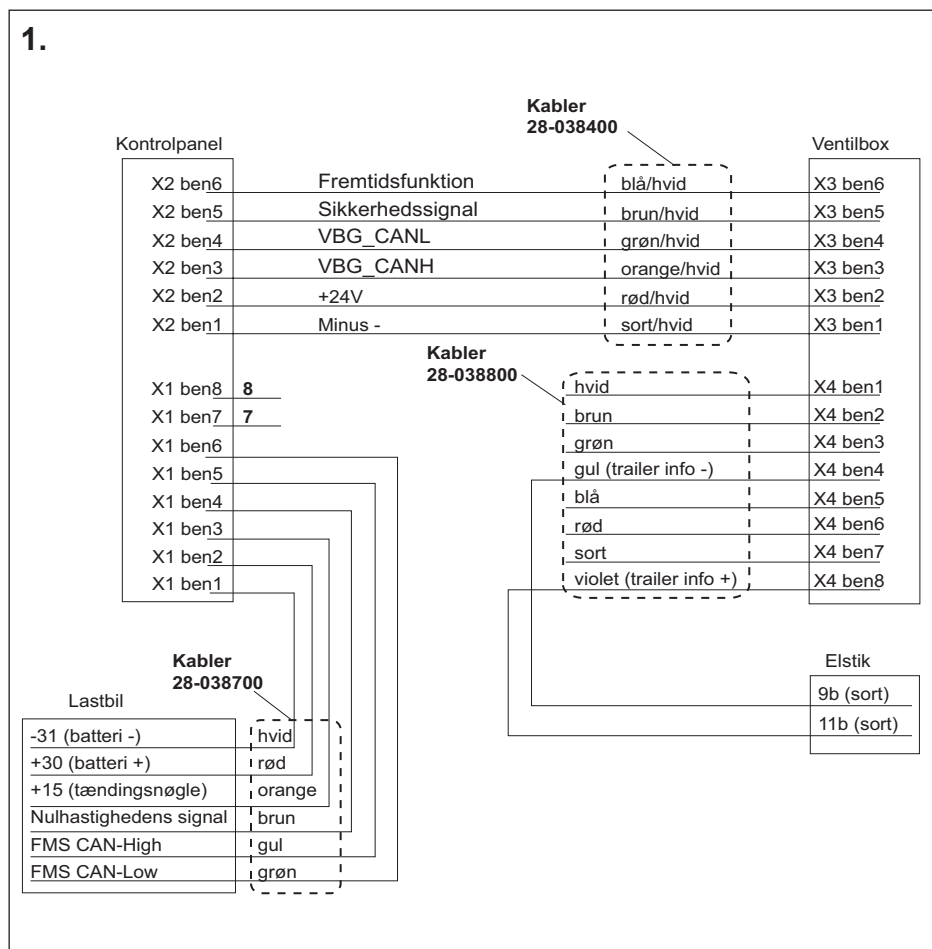 1.
Kabler
28-038400
Kontrolpanel
Ventilbox
X2 ben6 Fremtidsfunktion blå/hvid X3 ben6
X2 ben5 Sikkerhedssignal brun/hvid X3 ben5
X2 ben4 VBG_CANL grøn/hvid X3 ben4
X2 ben3 VBG_CANH orange/hvid X3 ben3
X2 ben2 +24V rød/hvid X3 ben2
X2 ben1 Minus - sort/hvid X3 ben1
Kabler
28-038800
X1 ben8 8
X1 ben7 7
X1 ben6
X1 ben5
X1 ben4
X1 ben3
X1 ben2
X1 ben1
hvid X4 ben1
brun X4 ben2
grøn X4 ben3
gul (trailer info -) X4 ben4
blå X4 ben5
rød X4 ben6
sort X4 ben7
violet (trailer info +) X4 ben8
Kabler
28-038700
Lastbil
-31 (batteri -) hvid
+30 (batteri +) rød
+15 (tændingsnøgle) orange
Nulhastighedens signal brun
FMS CAN-High gul
FMS CAN-Low grøn
Elstik
9b (sort)
11b (sort)